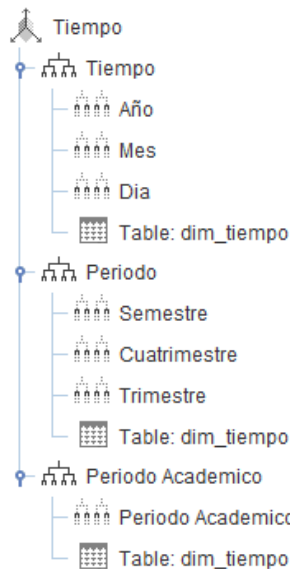 Tiempo
Tiempo
Año
Mes
Dia
Table: dim_tiempo
Periodo
Semestre
Cuatrimestre
Trimestre
Table: dim_tiempo
Periodo Academico
Periodo Academico
Table: dim_tiempo